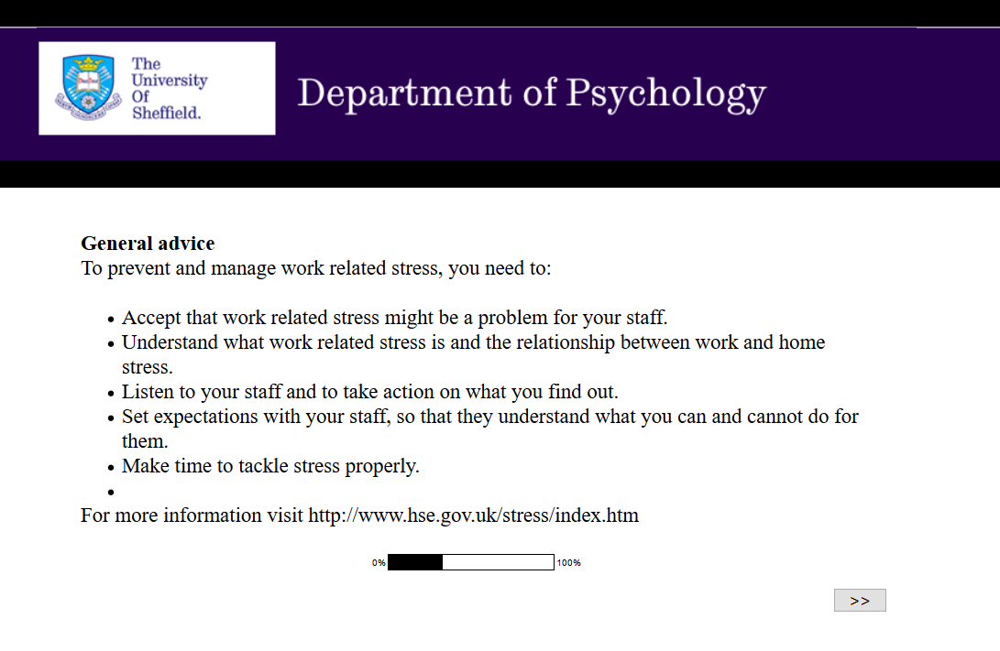 The
University
Of
Sheffield.
Department of Psychology
General advice
To prevent and manage work related stress, you need to:
• Accept that work related stress might be a problem for your staff.
• Understand what work related stress is and the relationship between work and home
stress.
• Listen to your staff and to take action on what you find out.
• Set expectations with your staff, so that they understand what you can and cannot do for
them.
• Make time to tackle stress properly.
•
For more information visit http://www.hse.gov.uk/stress/index.htm
0% 100%
>>